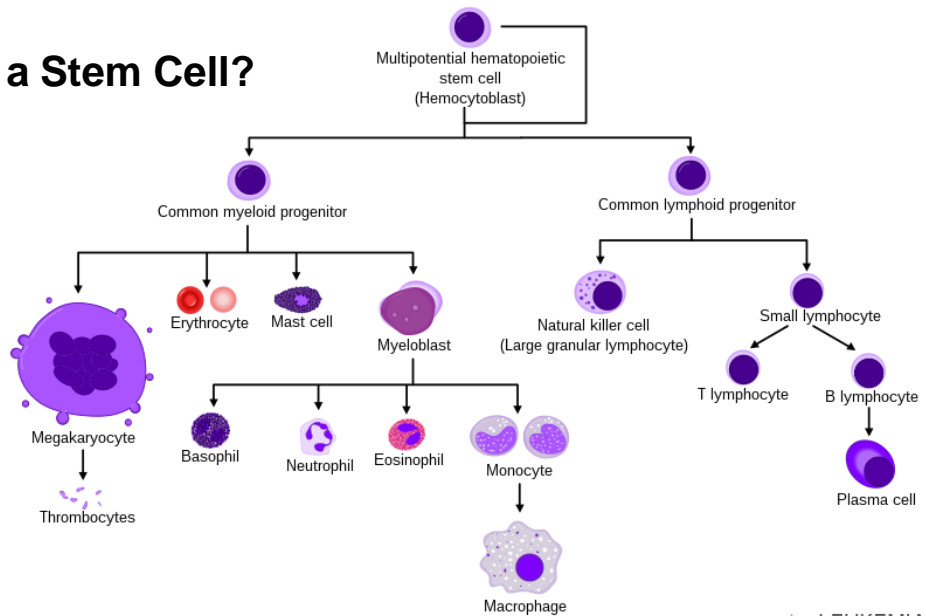 a Stem Cell?
Multipotential hematopoietic
stem cell
(Hemocytoblast)
Common myeloid progenitor
Common lymphoid progenitor
Erythrocyte
Mast cell
Myeloblast
Natural killer cell
(Large granular lymphocyte)
Small lymphocyte
T lymphocyte
B lymphocyte
Megakaryocyte
Basophil
Neutrophil
Eosinophil
Monocyte
Plasma cell
Thrombocytes
Macrophage
LEUKEMIA